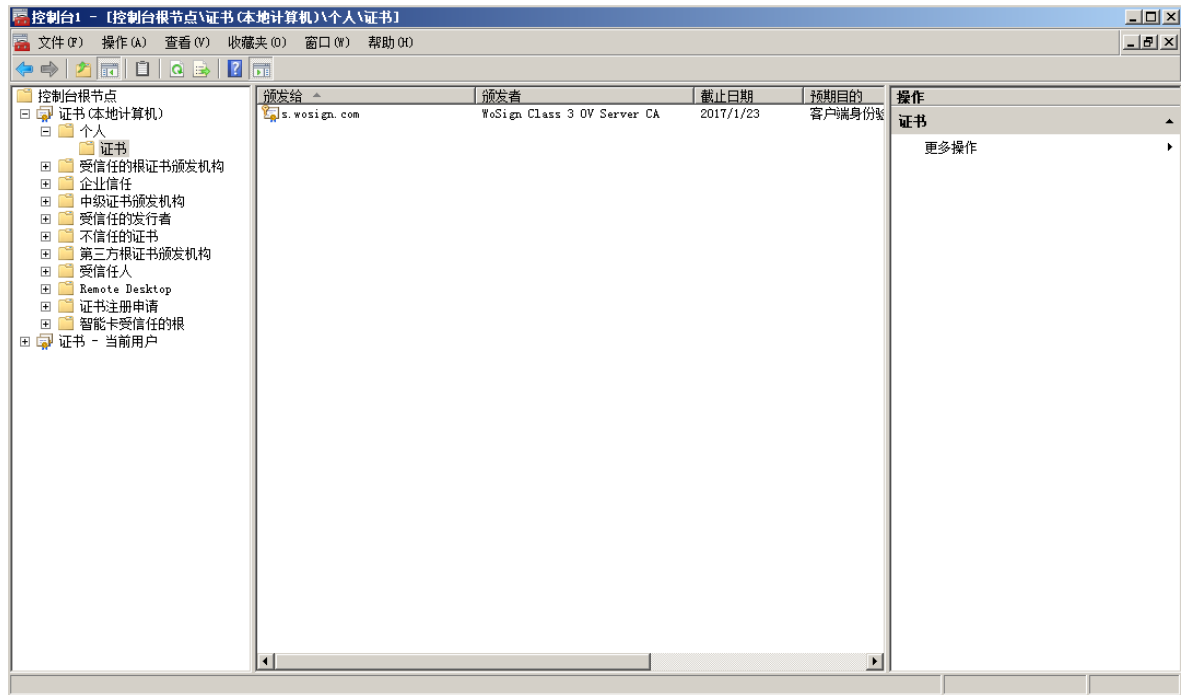 控制台1 - [控制台根节点\证书(本地计算机)\个人\证书]
文件(F) 操作(A) 查看(V) 收藏夹(O) 窗口(W) 帮助(H)
控制台根节点
证书(本地计算机)
个人
证书
受信任的根证书颁发机构
企业信任
中级证书颁发机构
受信任的发行者
不信任的证书
第三方根证书颁发机构
受信任人
Remote Desktop
证书注册申请
智能卡受信任的根
证书 - 当前用户
颁发给 颁发者 截止日期 预期目的
s.wosign.com WoSign Class 3 OV Server CA 2017/1/23 客户端身份验
操作
证书
更多操作